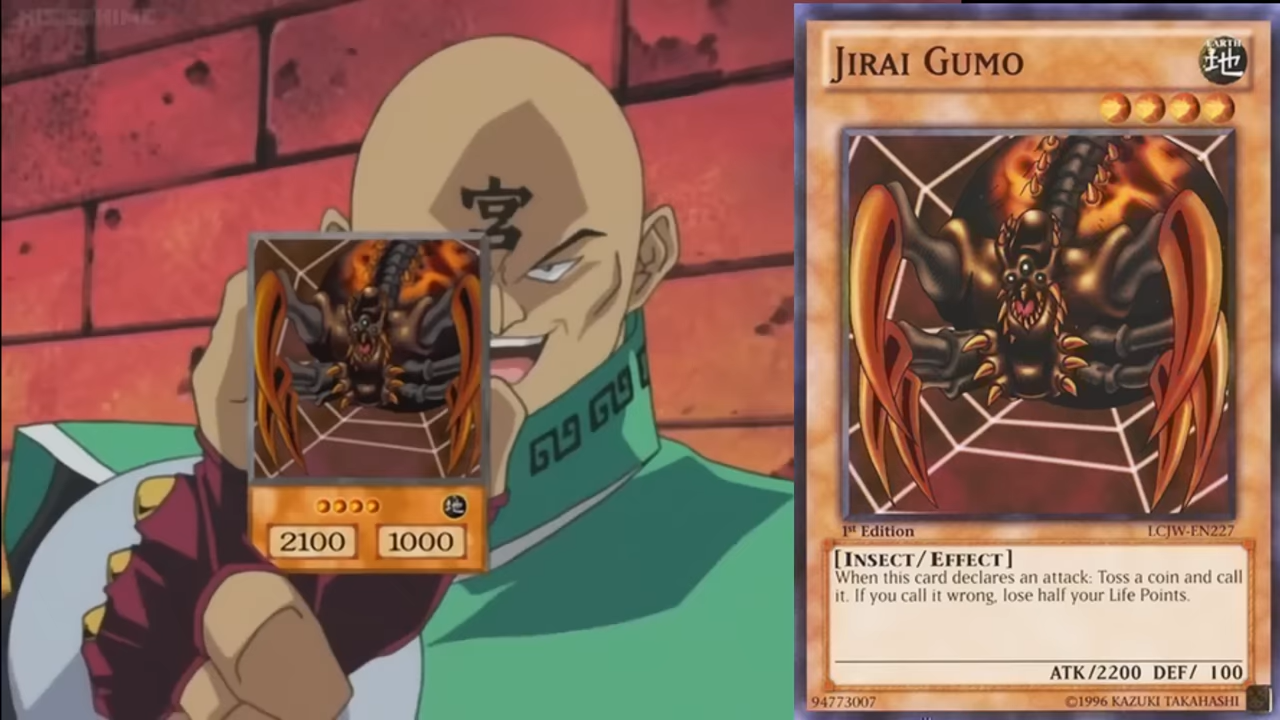 KISSANIME
宮
地
2100 1000
JIRAI GUMO
EARTH
地
1st Edition
LCJW-EN227
[INSECT/EFFECT]
When this card declares an attack: Toss a coin and call
it. If you call it wrong, lose half your Life Points.
ATK/2200 DEF/ 100
94773007
©1996 KAZUKI TAKAHASHI